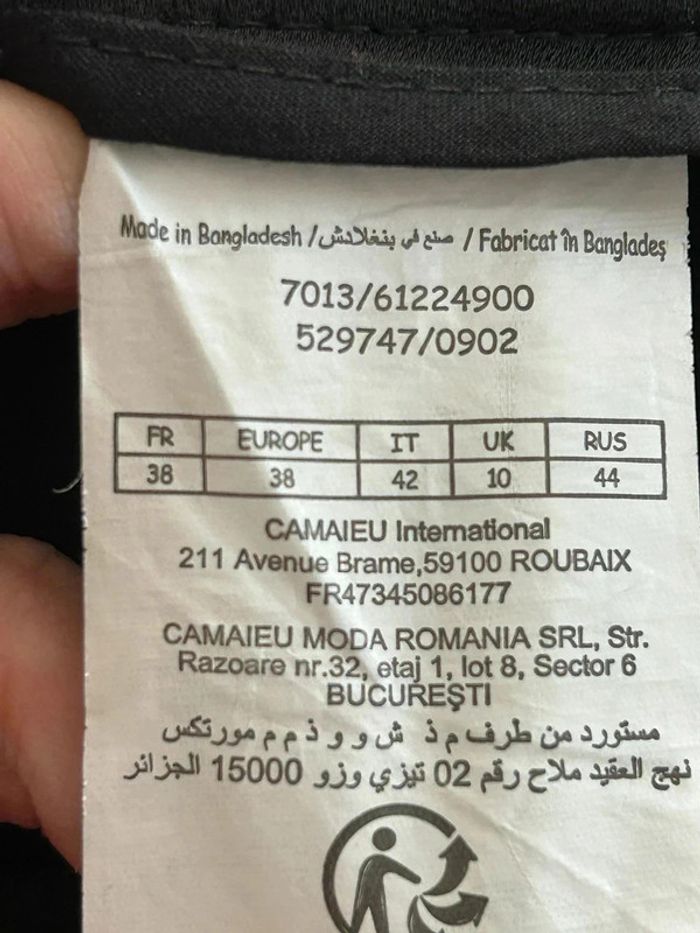 Made in Bangladesh / صنع في بنغلادش / Fabricat în Bangladeș
7013/61224900
529747/0902
FR EUROPE IT UK RUS
38 38 42 10 44
CAMAIEU International
211 Avenue Brame,59100 ROUBAIX
FR47345086177
CAMAIEU MODA ROMANIA SRL, Str.
Razoare nr.32, etaj 1, lot 8, Sector 6
BUCUREŞTI
مستورد من طرف م ذ ش و و ذ م م مورتكس
نهج العقيد ملاح رقم 02 تيزي وزو 15000 الجزائر